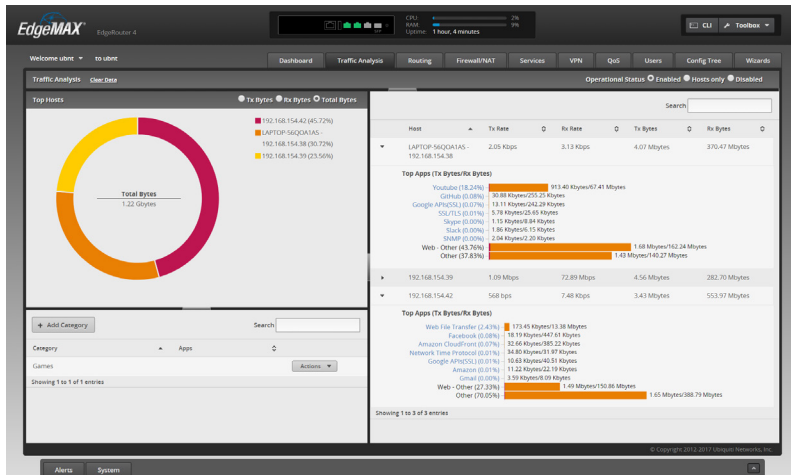 EdgeMAX®
EdgeRouter 4
SFP
CPU: 2%
RAM: 9%
Uptime: 1 hour, 4 minutes
CLI
Toolbox
Welcome ubnt to ubnt
Dashboard
Traffic Analysis
Routing
Firewall/NAT
Services
VPN
QoS
Users
Config Tree
Wizards
Traffic Analysis Clear Data
Operational Status Enabled Hosts only Disabled
Top Hosts
Tx Bytes Rx Bytes Total Bytes
192.168.154.42 (45.72%)
LAPTOP-56QOA1AS -
192.168.154.38 (30.72%)
192.168.154.39 (23.56%)
Total Bytes
1.22 Gbytes
+ Add Category
Search
Category Apps
Games Actions
Showing 1 to 1 of 1 entries
Search
Host Tx Rate Rx Rate Tx Bytes Rx Bytes
LAPTOP-56QOA1AS - 2.05 Kbps 3.13 Kbps 4.07 Mbytes 370.47 Mbytes
192.168.154.38
Top Apps (Tx Bytes/Rx Bytes)
Youtube (18.24%) 913.40 Kbytes/67.41 Mbytes
GitHub (0.08%) 30.88 Kbytes/255.25 Kbytes
Google APIs(SSL) (0.07%) 13.11 Kbytes/242.29 Kbytes
SSL/TLS (0.01%) 5.78 Kbytes/25.65 Kbytes
Skype (0.00%) 1.15 Kbytes/8.84 Kbytes
Slack (0.00%) 1.86 Kbytes/6.15 Kbytes
SNMP (0.00%) 2.04 Kbytes/2.20 Kbytes
Web - Other (43.76%) 1.68 Mbytes/162.24 Mbytes
Other (37.83%) 1.43 Mbytes/140.27 Mbytes
192.168.154.39 1.09 Mbps 72.89 Mbps 4.56 Mbytes 282.70 Mbytes
192.168.154.42 568 bps 7.48 Kbps 3.43 Mbytes 553.97 Mbytes
Top Apps (Tx Bytes/Rx Bytes)
Web File Transfer (2.43%) 173.45 Kbytes/13.38 Mbytes
Facebook (0.08%) 18.19 Kbytes/447.61 Kbytes
Amazon CloudFront (0.07%) 32.66 Kbytes/385.22 Kbytes
Network Time Protocol (0.01%) 34.80 Kbytes/31.97 Kbytes
Google APIs(SSL) (0.01%) 10.63 Kbytes/40.51 Kbytes
Amazon (0.01%) 11.22 Kbytes/22.19 Kbytes
Gmail (0.00%) 3.59 Kbytes/8.09 Kbytes
Web - Other (27.33%) 1.49 Mbytes/150.86 Mbytes
Other (70.05%) 1.65 Mbytes/388.79 Mbytes
Showing 1 to 3 of 3 entries
© Copyright 2012-2017 Ubiquiti Networks, Inc.
Alerts
System